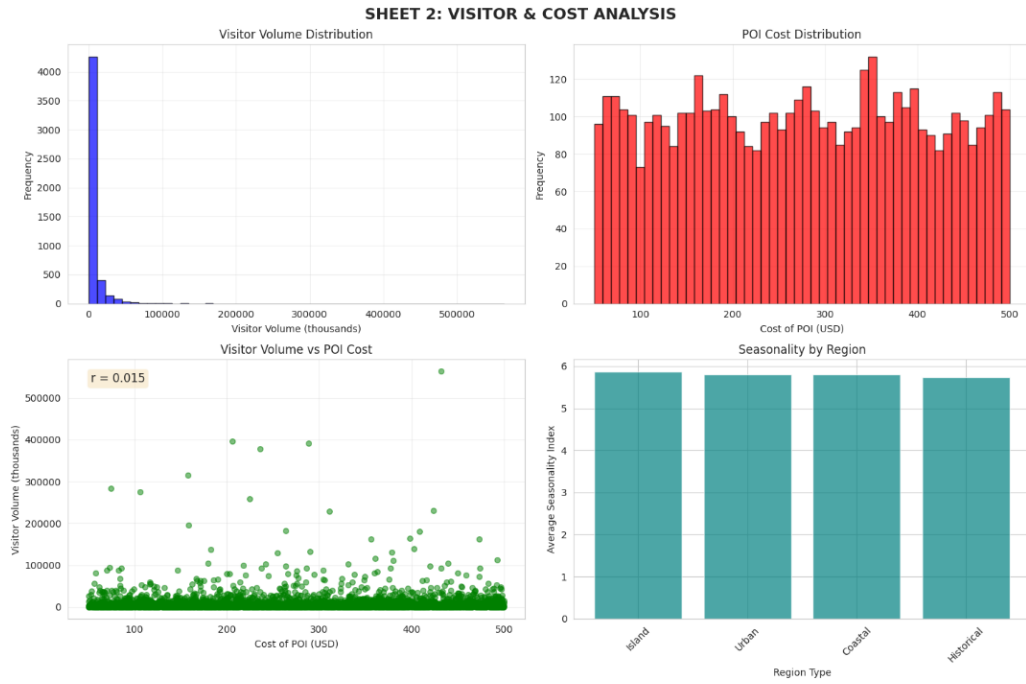 SHEET 2: VISITOR & COST ANALYSIS
Visitor Volume Distribution
4000
3500
3000
2500
2000
1500
1000
500
0
Frequency
0 100000 200000 300000 400000 500000
Visitor Volume (thousands)
POI Cost Distribution
120
100
80
60
40
20
0
Frequency
100 200 300 400 500
Cost of POI (USD)
Visitor Volume vs POI Cost
r = 0.015
500000
400000
300000
200000
100000
0
Visitor Volume (thousands)
100 200 300 400 500
Cost of POI (USD)
Seasonality by Region
6
5
4
3
2
1
0
Average Seasonality Index
Island Urban Coastal Historical
Region Type